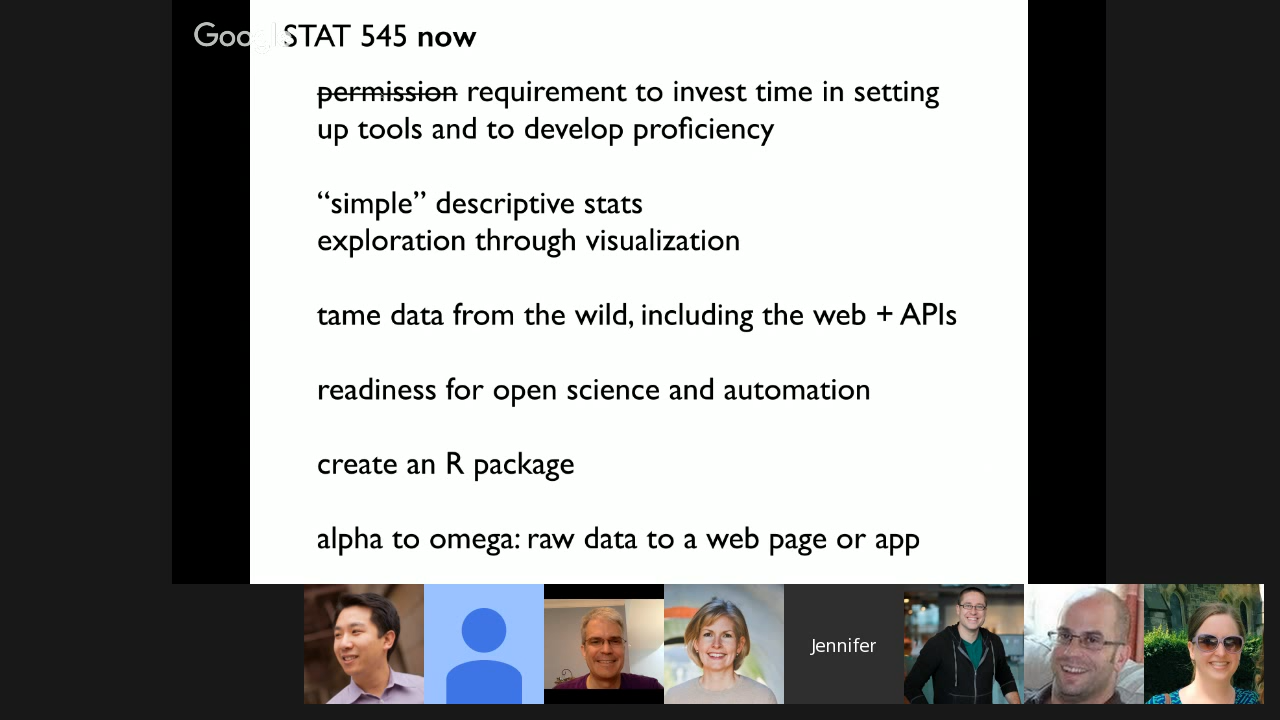 Google
STAT 545 now
permission requirement to invest time in setting
up tools and to develop proficiency
“simple” descriptive stats
exploration through visualization
tame data from the wild, including the web + APIs
readiness for open science and automation
create an R package
alpha to omega: raw data to a web page or app
Jennifer